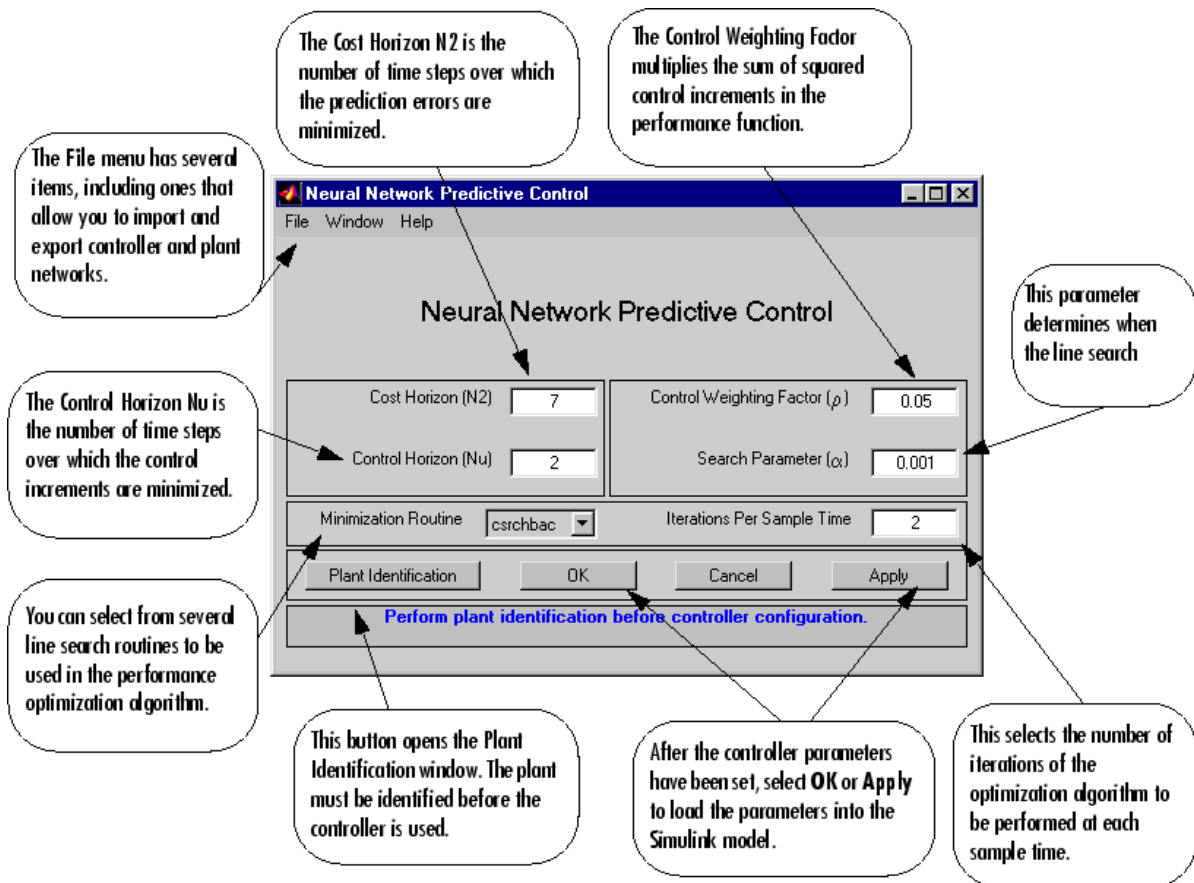 The Cost Horizon N2 is the
number of time steps over which
the prediction errors are
minimized.
The Control Weighting Factor
multiplies the sum of squared
control increments in the
performance function.
The File menu has several
items, including ones that
allow you to import and
export controller and plant
networks.
Neural Network Predictive Control
File Window Help
Neural Network Predictive Control
This parameter
determines when
the line search
The Control Horizon Nu is
the number of time steps
over which the control
increments are minimized.
Cost Horizon (N2) 7
Control Weighting Factor (ρ) 0.05
Control Horizon (Nu) 2
Search Parameter (α) 0.001
Minimization Routine csrchbac
Iterations Per Sample Time 2
Plant Identification OK Cancel Apply
Perform plant identification before controller configuration.
You can select from several
line search routines to be
used in the performance
optimization algorithm.
This button opens the Plant
Identification window. The plant
must be identified before the
controller is used.
After the controller parameters
have been set, select OK or Apply
to load the parameters into the
Simulink model.
This selects the number of
iterations of the
optimization algorithm to
be performed at each
sample time.